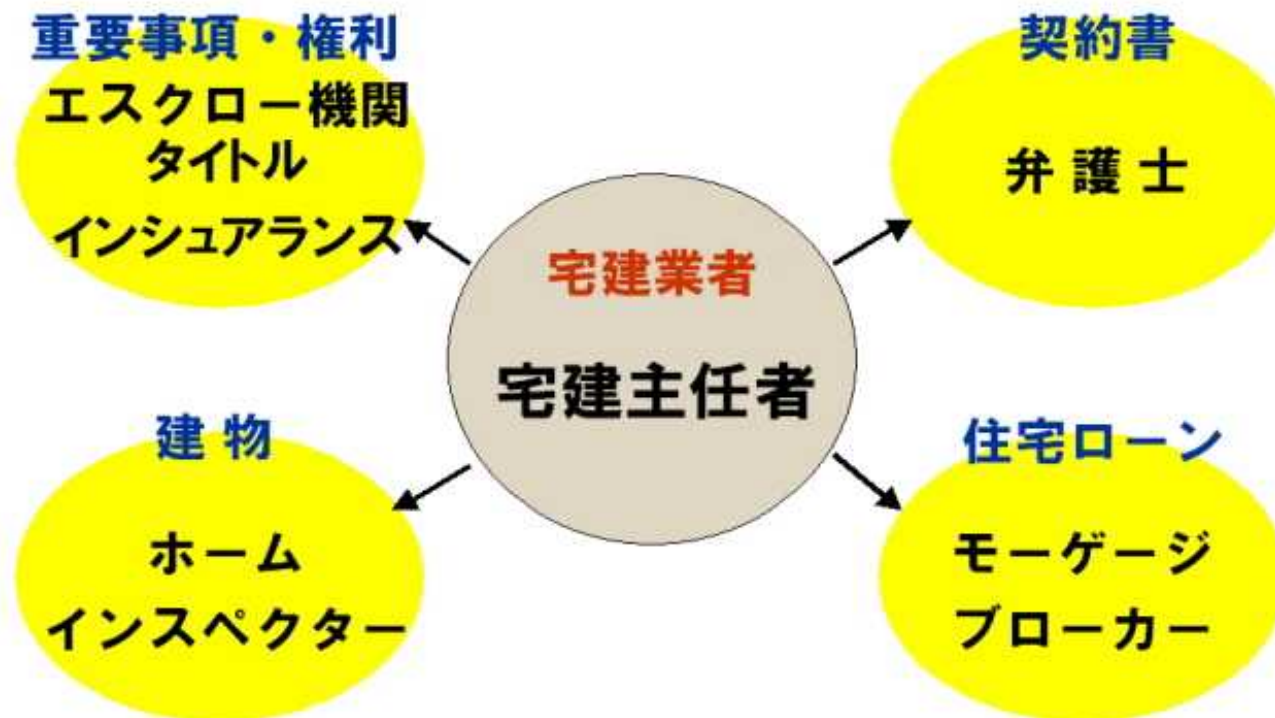 重要事項・権利
エスクロー機関
タイトル
インシュアランス
契約書
弁護士
宅建業者
宅建主任者
建物
ホーム
インスペクター
住宅ローン
モーゲージ
ブローカー